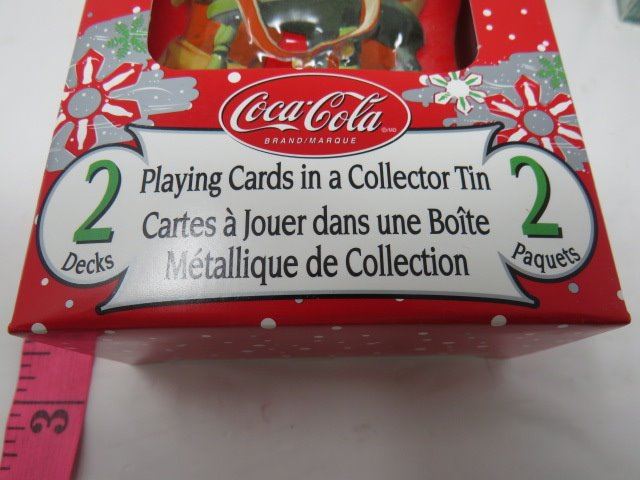 Coca-Cola
BRAND/MARQUE
2
Decks
Playing Cards in a Collector Tin
Cartes à Jouer dans une Boîte
Métallique de Collection
2
Paquets
3